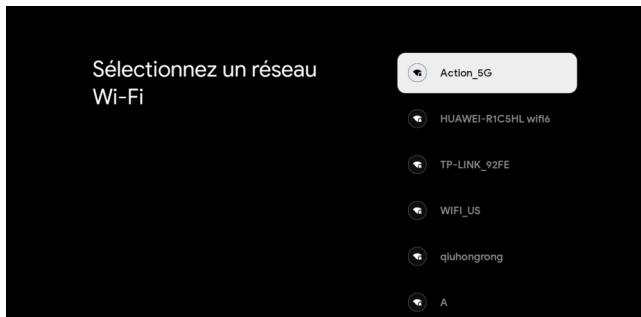 Sélectionnez un réseau
Wi-Fi
Action_5G
HUAWEI-R1C5HL wifi6
TP-LINK_92FE
WIFI_US
qiuhongrong
A